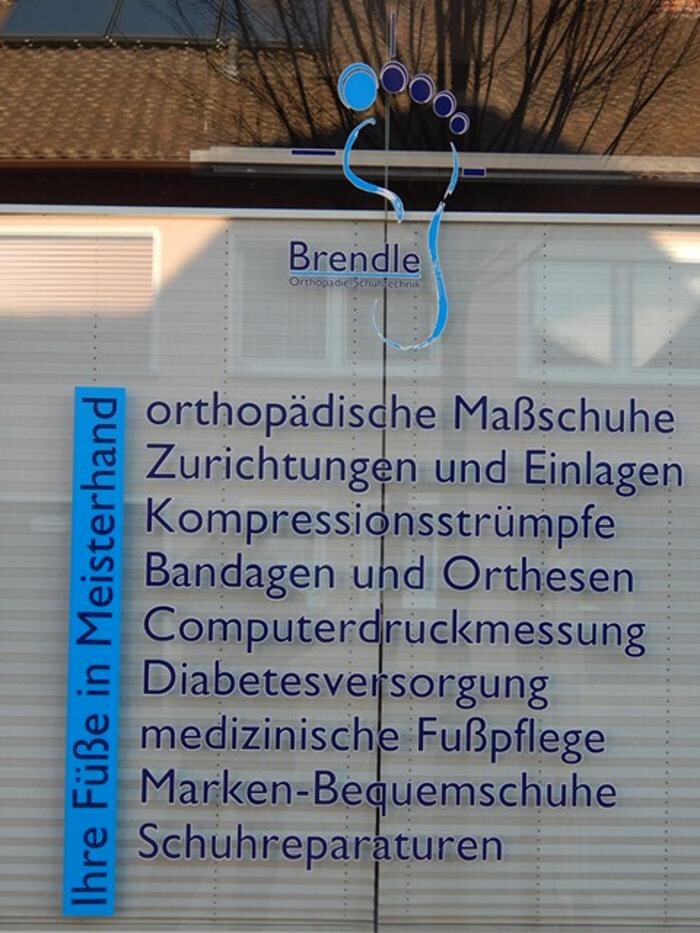 Brendle
Orthopädie-Schuhtechnik
Ihre Füße in Meisterhand
orthopädische Maßschuhe
Zurichtungen und Einlagen
Kompressionsstrümpfe
Bandagen und Orthesen
Computerdruckmessung
Diabetesversorgung
medizinische Fußpflege
Marken-Bequemschuhe
Schuhreparaturen